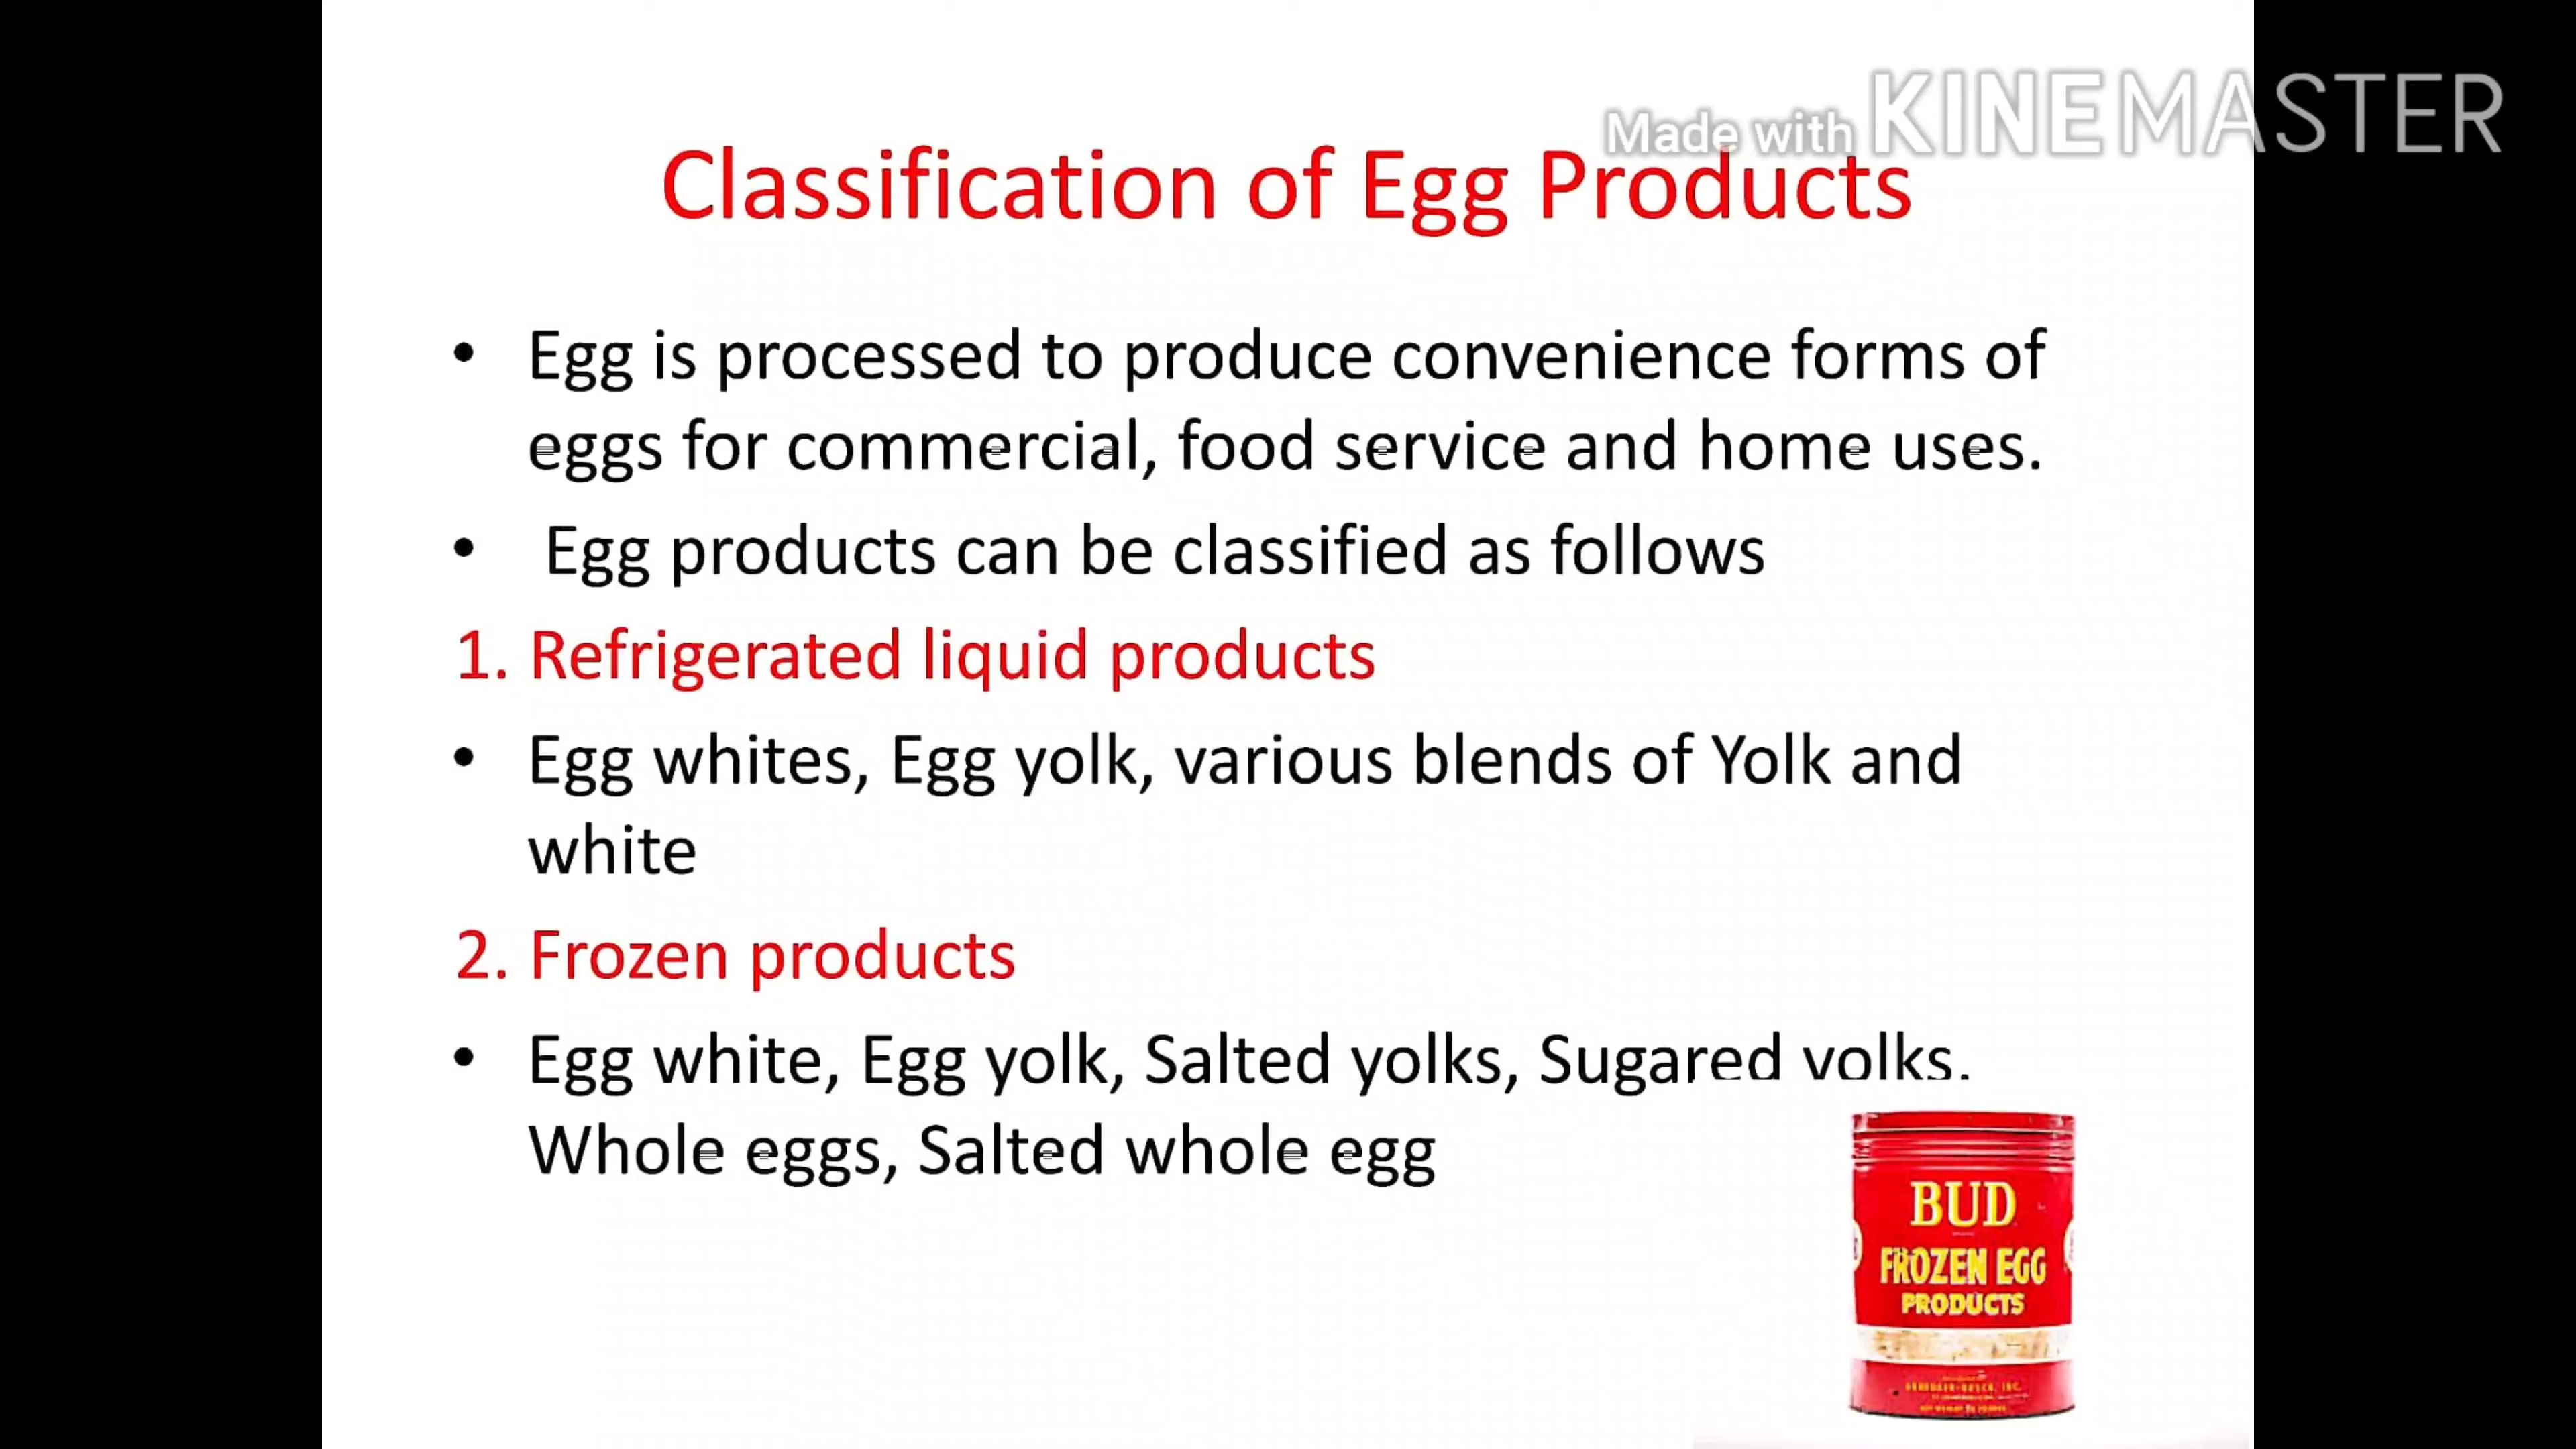 Made with KINEMASTER
Classification of Egg Products
• Egg is processed to produce convenience forms of
eggs for commercial, food service and home uses.
• Egg products can be classified as follows
1. Refrigerated liquid products
• Egg whites, Egg yolk, various blends of Yolk and
white
2. Frozen products
• Egg white, Egg yolk, Salted yolks, Sugared yolks,
Whole eggs, Salted whole egg
BUD
FROZEN EGG
PRODUCTS
ANHEUSER-BUSCH, INC.